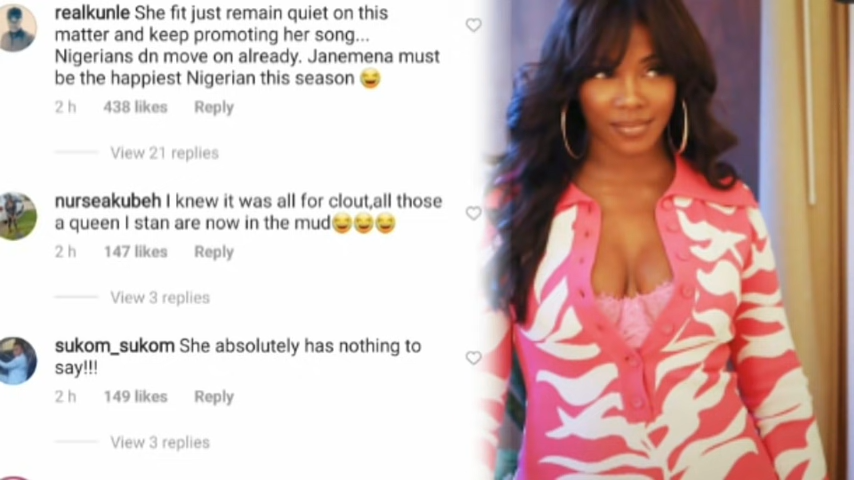 realkunle She fit just remain quiet on this
matter and keep promoting her song...
Nigerians dn move on already. Janemena must
be the happiest Nigerian this season 😂
2 h 438 likes Reply
View 21 replies
nurseakubeh I knew it was all for clout,all those
a queen I stan are now in the mud😂😂😂
2 h 147 likes Reply
View 3 replies
sukom_sukom She absolutely has nothing to
say!!!
2 h 149 likes Reply
View 3 replies